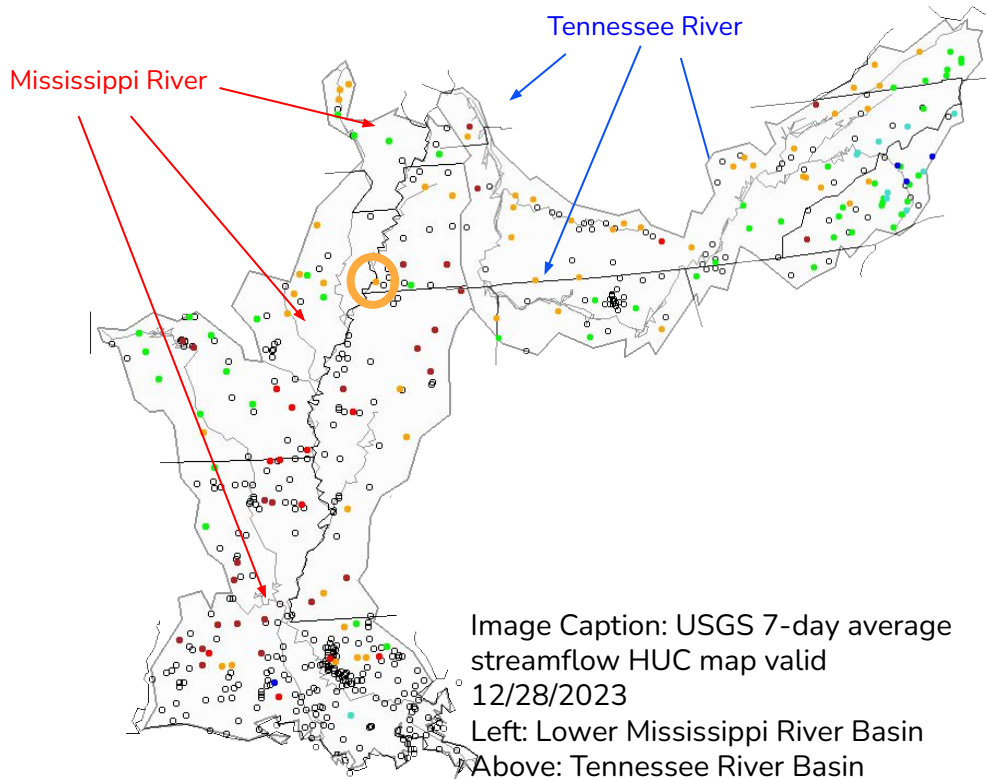 Tennessee River
Mississippi River
Image Caption: USGS 7-day average
streamflow HUC map valid
12/28/2023
Left: Lower Mississippi River Basin
Above: Tennessee River Basin